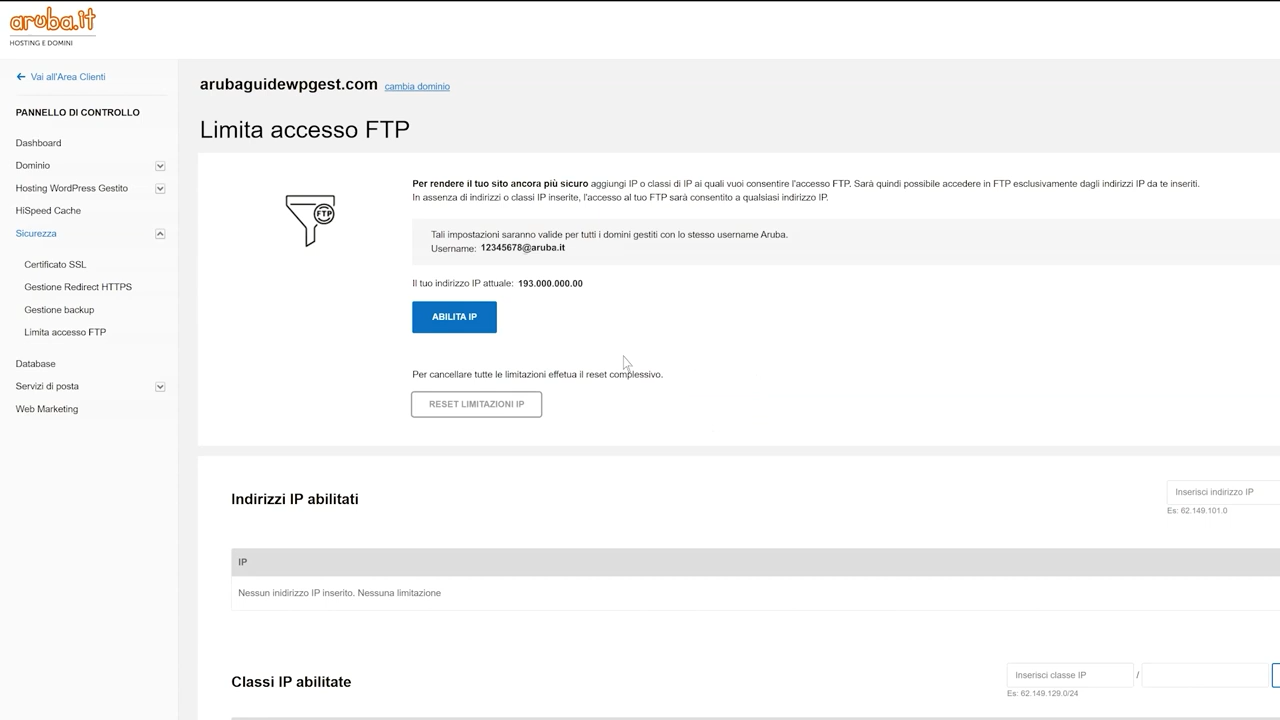 aruba.it
HOSTING E DOMINI
Vai all'Area Clienti
PANNELLO DI CONTROLLO
Dashboard
Dominio
Hosting WordPress Gestito
HiSpeed Cache
Sicurezza
Certificato SSL
Gestione Redirect HTTPS
Gestione backup
Limita accesso FTP
Database
Servizi di posta
Web Marketing
arubaguidewpgest.com cambia dominio
Limita accesso FTP
FTP
Per rendere il tuo sito ancora più sicuro aggiungi IP o classi di IP ai quali vuoi consentire l'accesso FTP. Sarà quindi possibile accedere in FTP esclusivamente dagli indirizzi IP da te inseriti.
In assenza di indirizzi o classi IP inserite, l'accesso al tuo FTP sarà consentito a qualsiasi indirizzo IP.
Tali impostazioni saranno valide per tutti i domini gestiti con lo stesso username Aruba.
Username: 12345678@aruba.it
Il tuo indirizzo IP attuale: 193.000.000.00
ABILITA IP
Per cancellare tutte le limitazioni effetua il reset complessivo.
RESET LIMITAZIONI IP
Indirizzi IP abilitati
Inserisci indirizzo IP
Es: 62.149.101.0
IP
Nessun inidirizzo IP inserito. Nessuna limitazione
Classi IP abilitate
Inserisci classe IP /
Es: 62.149.129.0/24